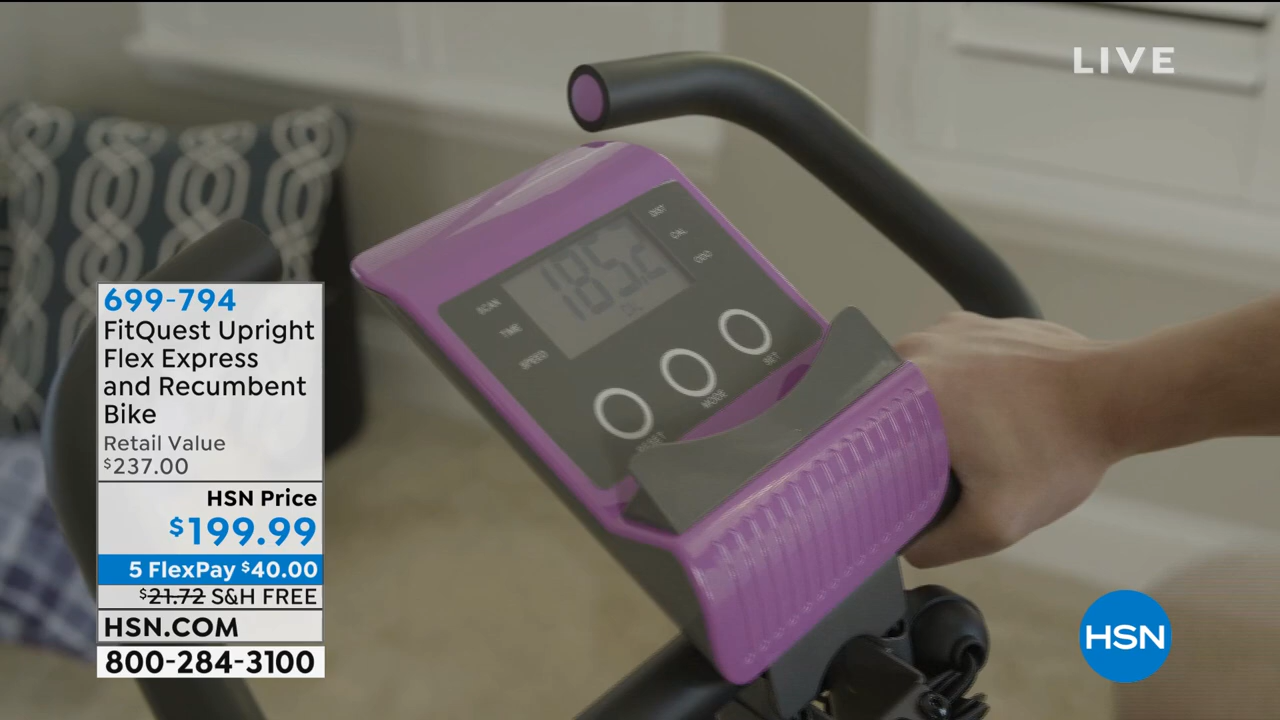 LIVE
699-794
FitQuest Upright
Flex Express
and Recumbent
Bike
Retail Value
$237.00
HSN Price
$199.99
5 FlexPay $40.00
$21.72 S&H FREE
HSN.COM
800-284-3100
SCAN
TIME
SPEED
185.2
DIST
CAL
ODO
RESET
MODE
SET
HSN